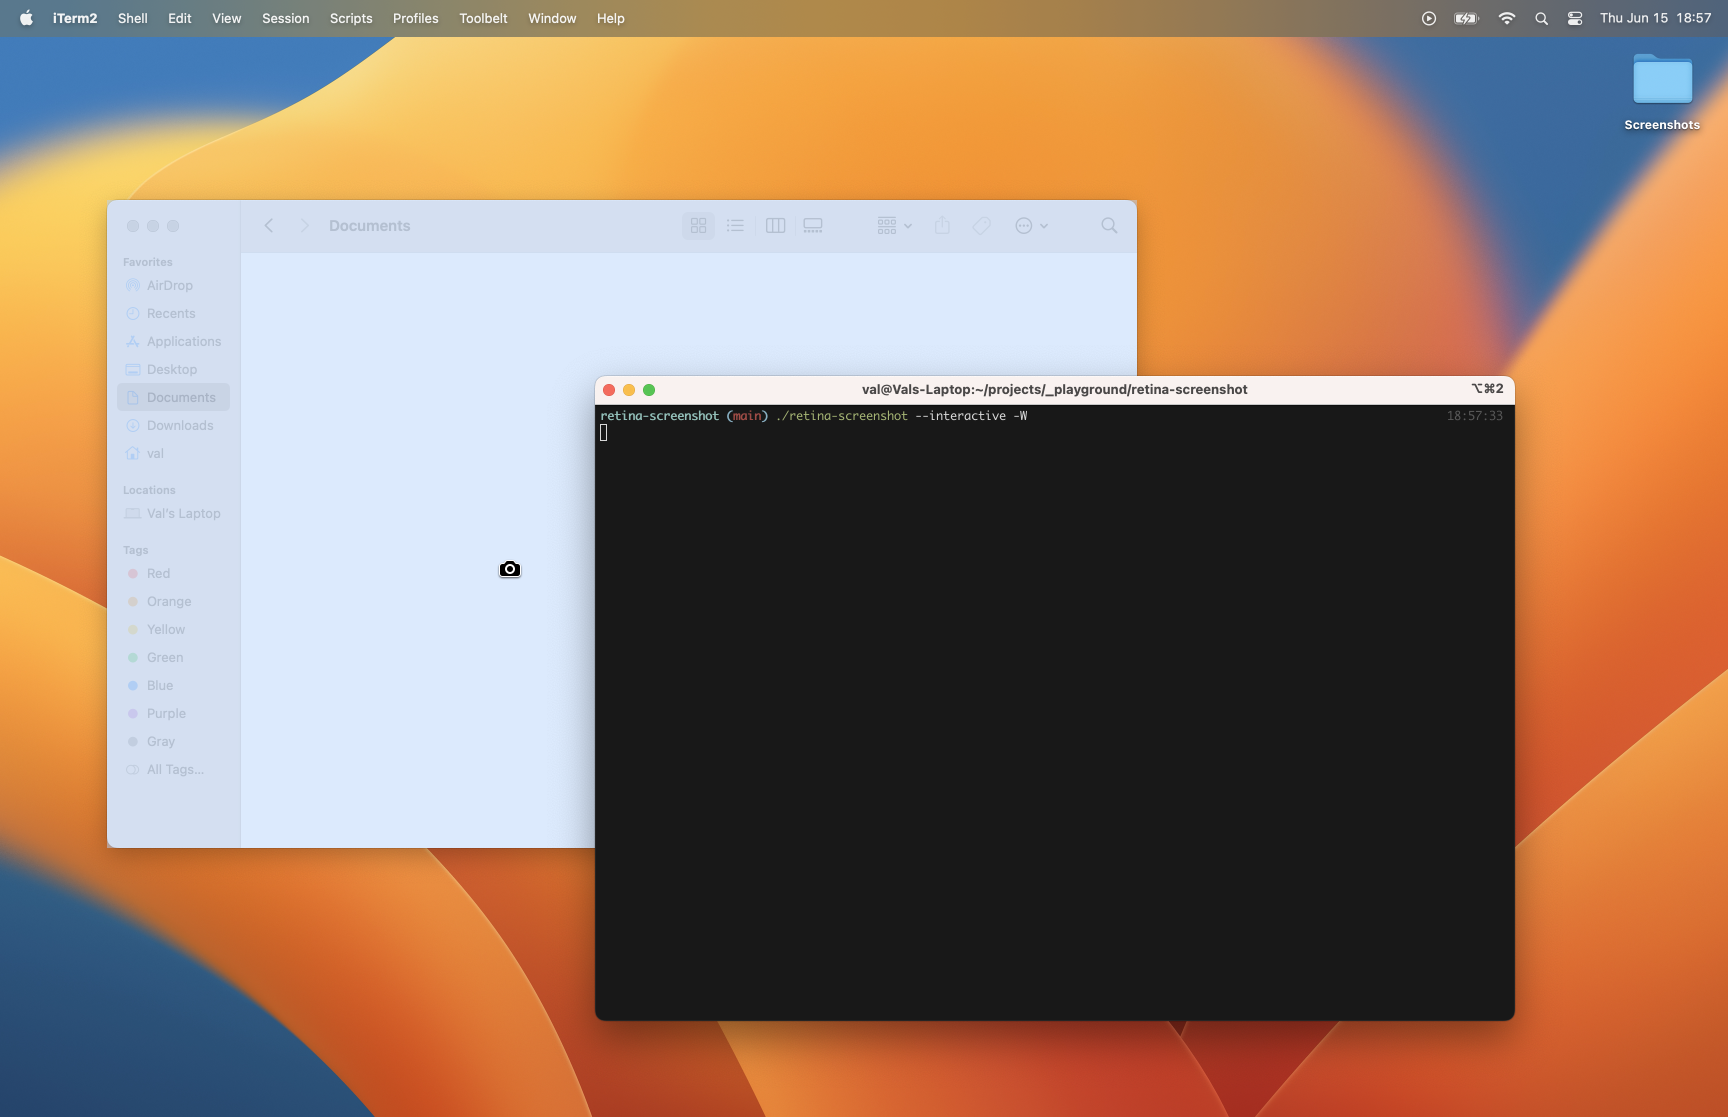 iTerm2 Shell Edit View Session Scripts Profiles Toolbelt Window Help Thu Jun 15 18:57
Screenshots
Documents
Favorites
AirDrop
Recents
Applications
Desktop
Documents
Downloads
val
Locations
Val's Laptop
Tags
Red
Orange
Yellow
Green
Blue
Purple
Gray
All Tags...
val@Vals-Laptop:~/projects/_playground/retina-screenshot ⌥⌘2
retina-screenshot (main) ./retina-screenshot --interactive -W 18:57:33